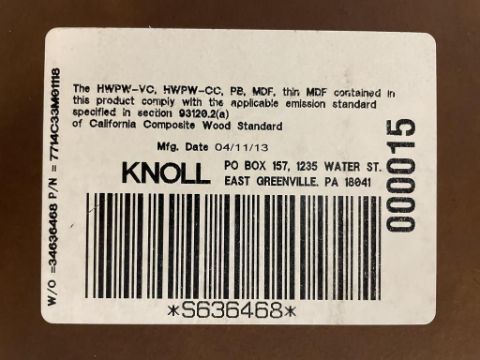 The HWPW-VC, HWPW-CC, PB, MDF, thin MDF contained in
this product comply with the applicable emission standard
specified in section 93120.2(a)
of California Composite Wood Standard
Mfg. Date 04/11/13
KNOLL
PO BOX 157, 1235 WATER ST.
EAST GREENVILLE. PA 18041
*S636468*
W/O =34636468 P/N = 7714C33M01118
000015